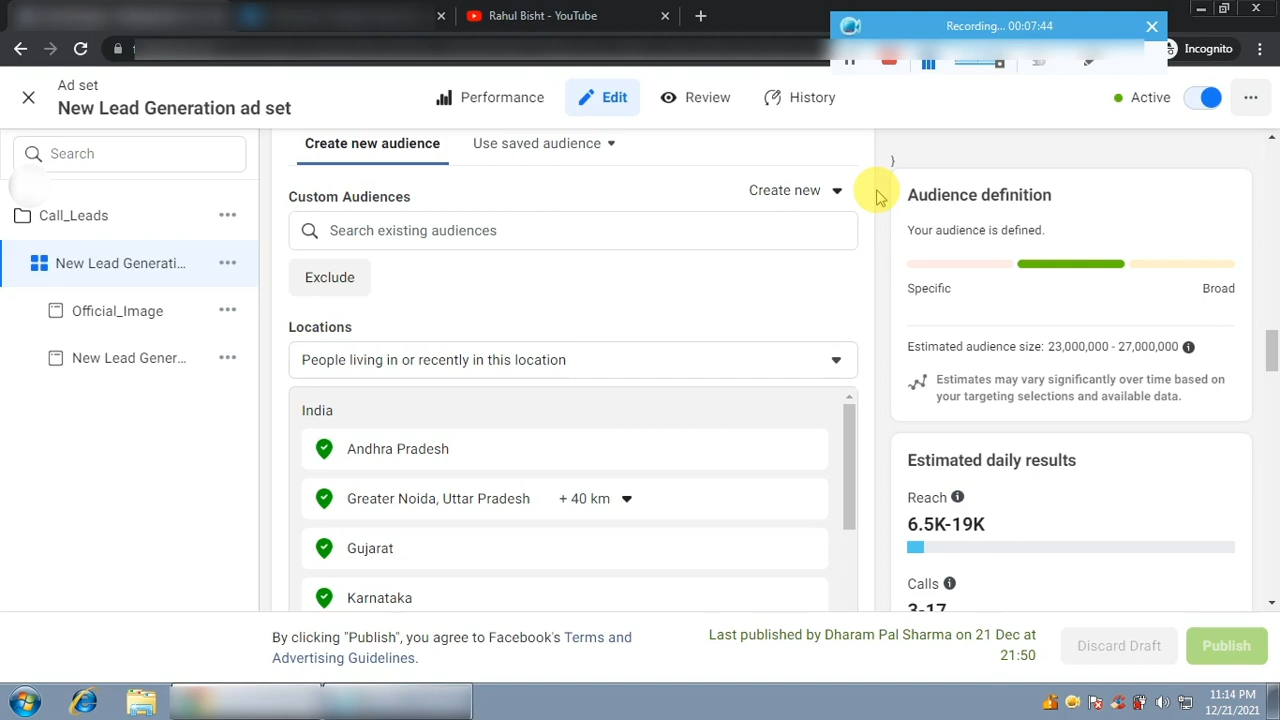 Rahul Bisht - YouTube
Recording... 00:07:44
Incognito
Ad set
New Lead Generation ad set
Performance
Edit
Review
History
Active
Search
Call_Leads
New Lead Generati...
Official_Image
New Lead Gener...
Create new audience
Use saved audience
Custom Audiences
Create new
Search existing audiences
Exclude
Locations
People living in or recently in this location
India
Andhra Pradesh
Greater Noida, Uttar Pradesh + 40 km
Gujarat
Karnataka
}
Audience definition
Your audience is defined.
Specific
Broad
Estimated audience size: 23,000,000 - 27,000,000
Estimates may vary significantly over time based on
your targeting selections and available data.
Estimated daily results
Reach
6.5K-19K
Calls
3-17
By clicking "Publish", you agree to Facebook's Terms and
Advertising Guidelines.
Last published by Dharam Pal Sharma on 21 Dec at
21:50
Discard Draft
Publish
11:14 PM
12/21/2021